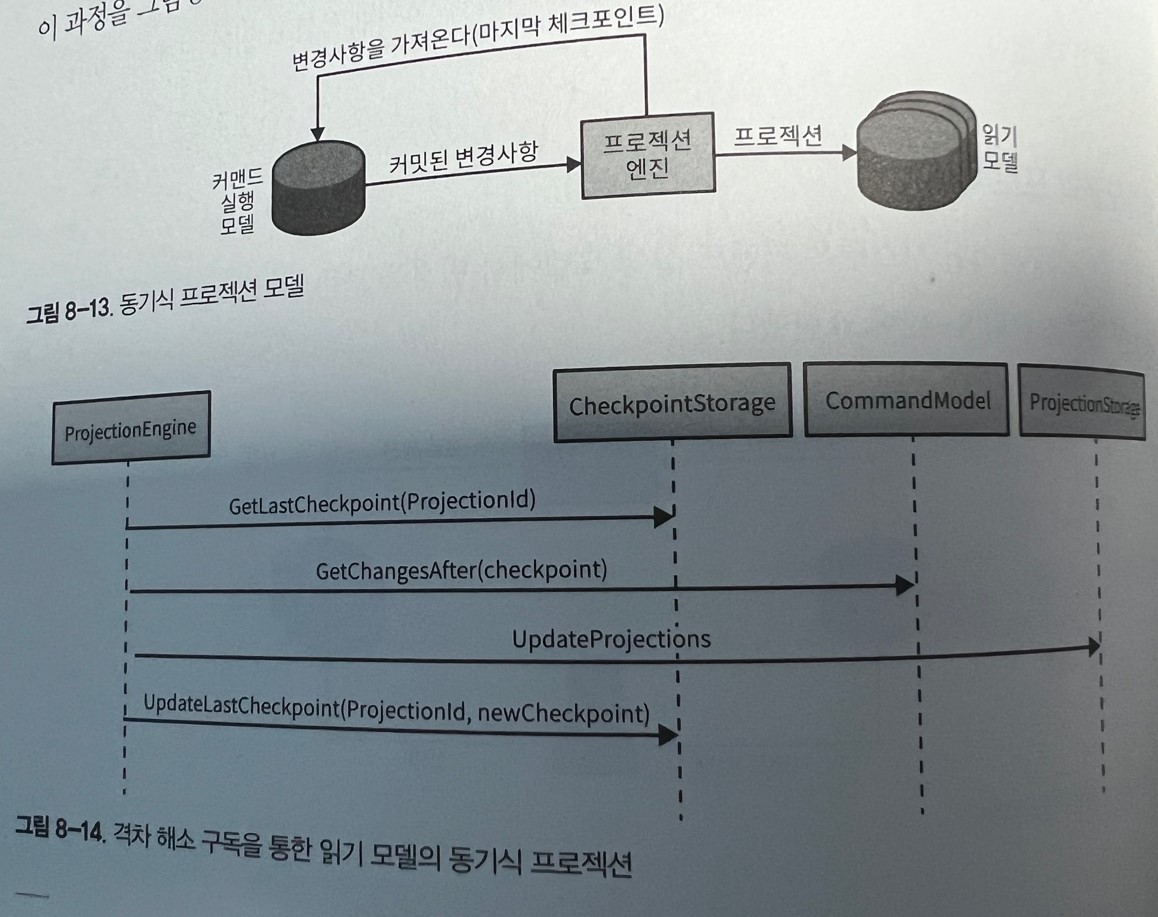 이 과정을 그림
변경사항을 가져온다(마지막 체크포인트)
커맨드
실행
모델
커밋된 변경사항
프로젝션
엔진
프로젝션
읽기
모델
그림 8-13. 동기식 프로젝션 모델
ProjectionEngine
CheckpointStorage
CommandModel
ProjectionStorage
GetLastCheckpoint(ProjectionId)
GetChangesAfter(checkpoint)
UpdateProjections
UpdateLastCheckpoint(ProjectionId, newCheckpoint)
그림 8-14. 격차 해소 구독을 통한 읽기 모델의 동기식 프로젝션